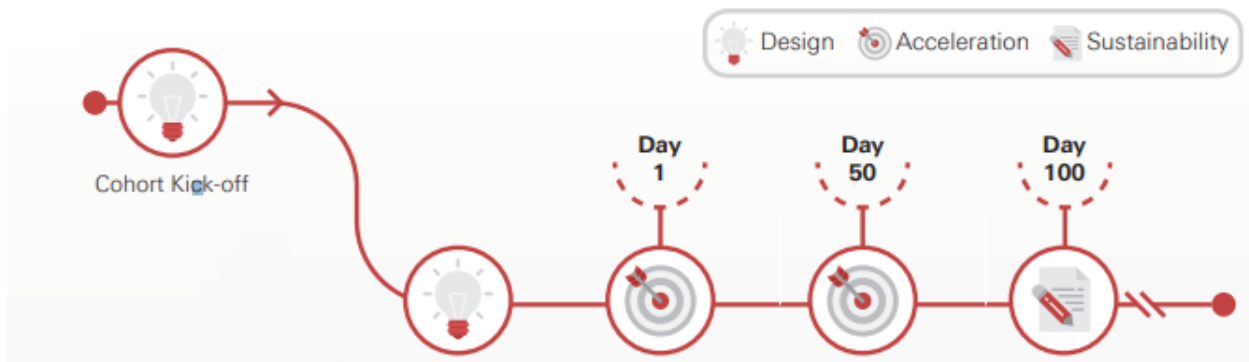 Design Acceleration Sustainability
Cohort Kick-off
Day
1
Day
50
Day
100